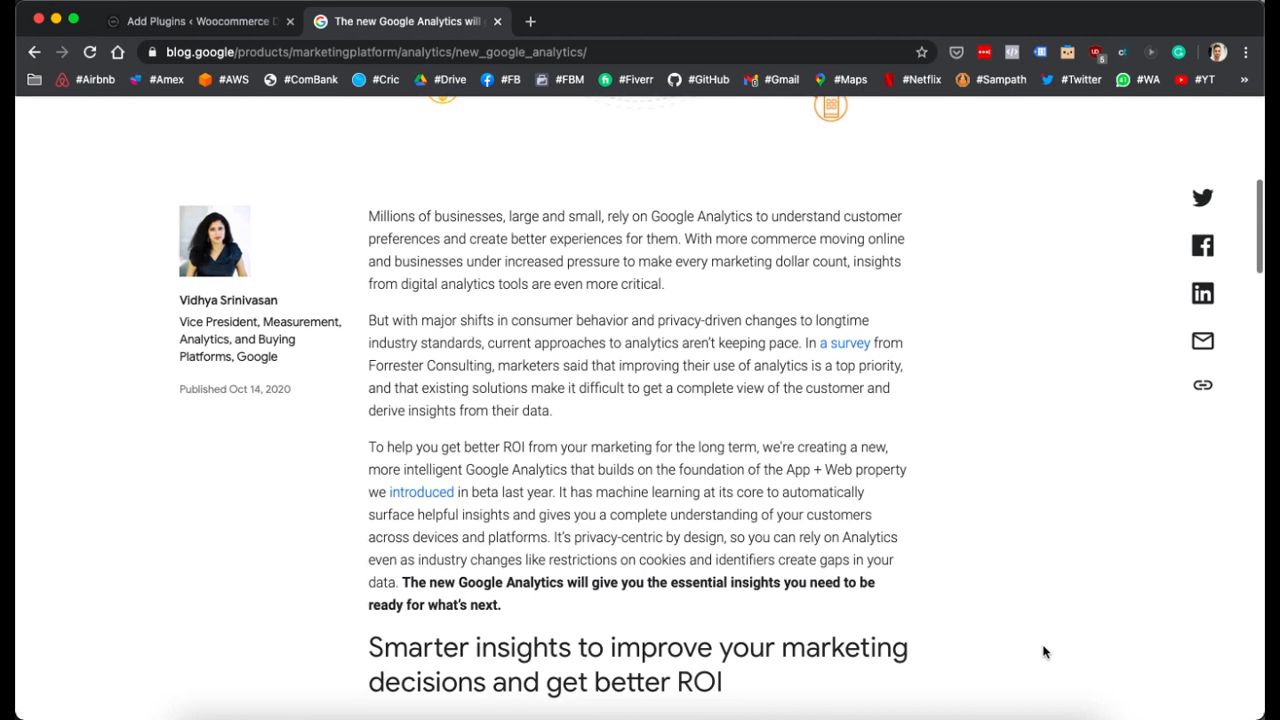 Add Plugins ‹ Woocommerce D
The new Google Analytics will
blog.google/products/marketingplatform/analytics/new_google_analytics/
#Airbnb #Amex #AWS #ComBank #Cric #Drive #FB #FBM #Fiverr #GitHub #Gmail #Maps #Netflix #Sampath #Twitter #WA #YT
Millions of businesses, large and small, rely on Google Analytics to understand customer
preferences and create better experiences for them. With more commerce moving online
and businesses under increased pressure to make every marketing dollar count, insights
from digital analytics tools are even more critical.
Vidhya Srinivasan
Vice President, Measurement,
Analytics, and Buying
Platforms, Google
Published Oct 14, 2020
But with major shifts in consumer behavior and privacy-driven changes to longtime
industry standards, current approaches to analytics aren’t keeping pace. In a survey from
Forrester Consulting, marketers said that improving their use of analytics is a top priority,
and that existing solutions make it difficult to get a complete view of the customer and
derive insights from their data.
To help you get better ROI from your marketing for the long term, we’re creating a new,
more intelligent Google Analytics that builds on the foundation of the App + Web property
we introduced in beta last year. It has machine learning at its core to automatically
surface helpful insights and gives you a complete understanding of your customers
across devices and platforms. It’s privacy-centric by design, so you can rely on Analytics
even as industry changes like restrictions on cookies and identifiers create gaps in your
data. The new Google Analytics will give you the essential insights you need to be
ready for what’s next.
Smarter insights to improve your marketing
decisions and get better ROI